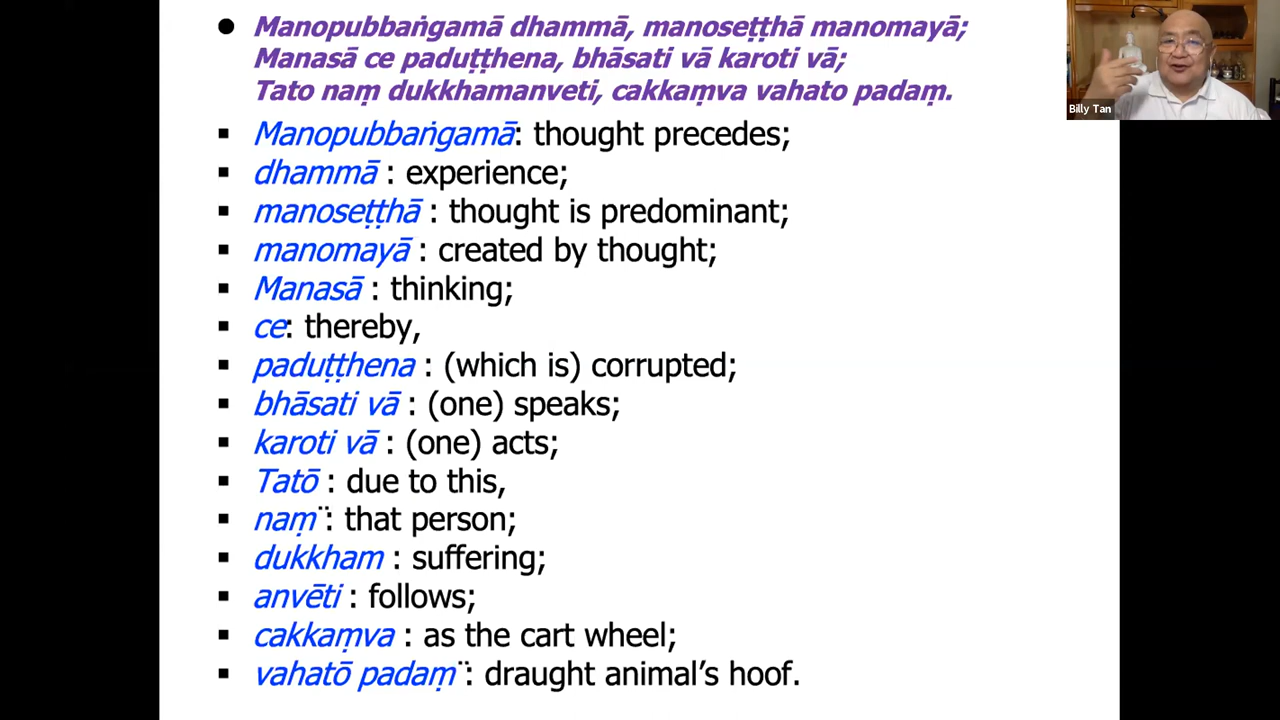 ● Manopubbaṅgamā dhammā, manoseṭṭhā manomayā;
Manasā ce paduṭṭhena, bhāsati vā karoti vā;
Tato naṃ dukkhamanveti, cakkaṃva vahato padaṃ.
▪ Manopubbaṅgamā: thought precedes;
▪ dhammā : experience;
▪ manoseṭṭhā : thought is predominant;
▪ manomayā : created by thought;
▪ Manasā : thinking;
▪ ce: thereby,
▪ paduṭṭhena : (which is) corrupted;
▪ bhāsati vā : (one) speaks;
▪ karoti vā : (one) acts;
▪ Tatō : due to this,
▪ naṃ¨: that person;
▪ dukkham : suffering;
▪ anvēti : follows;
▪ cakkaṃva : as the cart wheel;
▪ vahatō padaṃ¨: draught animal’s hoof.
Billy Tan